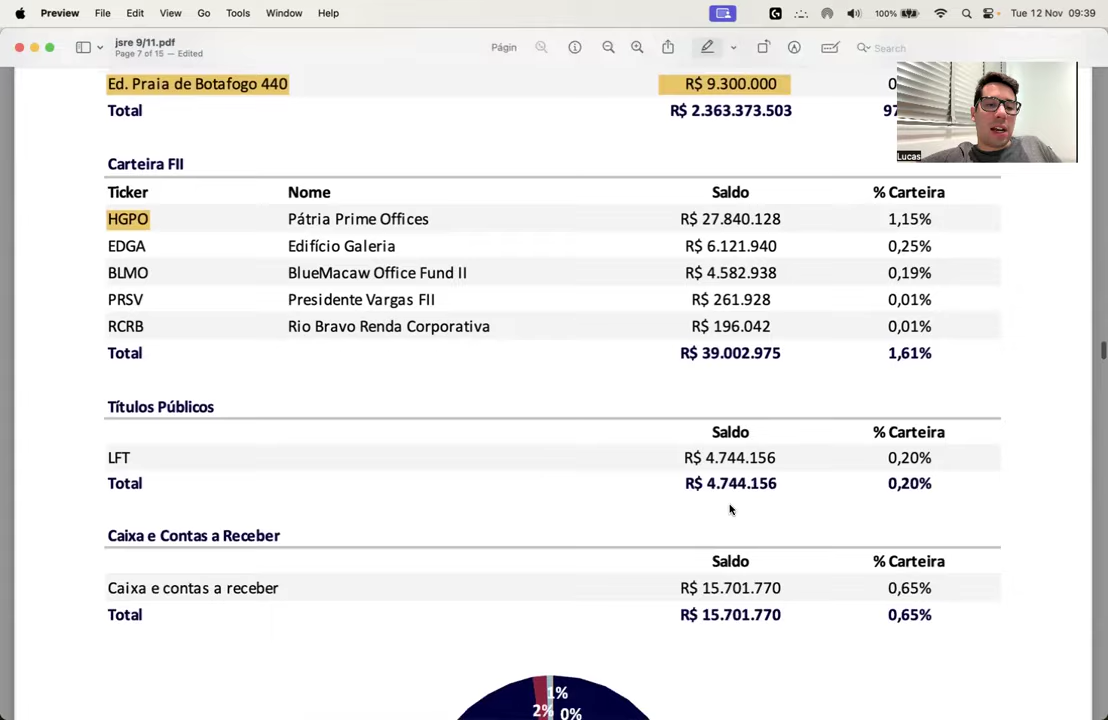 Preview File Edit View Go Tools Window Help 100% Tue 12 Nov 09:39
jsre 9/11.pdf
Page 7 of 15 — Edited
Págin
Search
Lucas
Ed. Praia de Botafogo 440 R$ 9.300.000 0
Total R$ 2.363.373.503 97
Carteira FII
Ticker Nome Saldo % Carteira
HGPO Pátria Prime Offices R$ 27.840.128 1,15%
EDGA Edifício Galeria R$ 6.121.940 0,25%
BLMO BlueMacaw Office Fund II R$ 4.582.938 0,19%
PRSV Presidente Vargas FII R$ 261.928 0,01%
RCRB Rio Bravo Renda Corporativa R$ 196.042 0,01%
Total R$ 39.002.975 1,61%
Títulos Públicos
Saldo % Carteira
LFT R$ 4.744.156 0,20%
Total R$ 4.744.156 0,20%
Caixa e Contas a Receber
Saldo % Carteira
Caixa e contas a receber R$ 15.701.770 0,65%
Total R$ 15.701.770 0,65%
1%
2% 0%